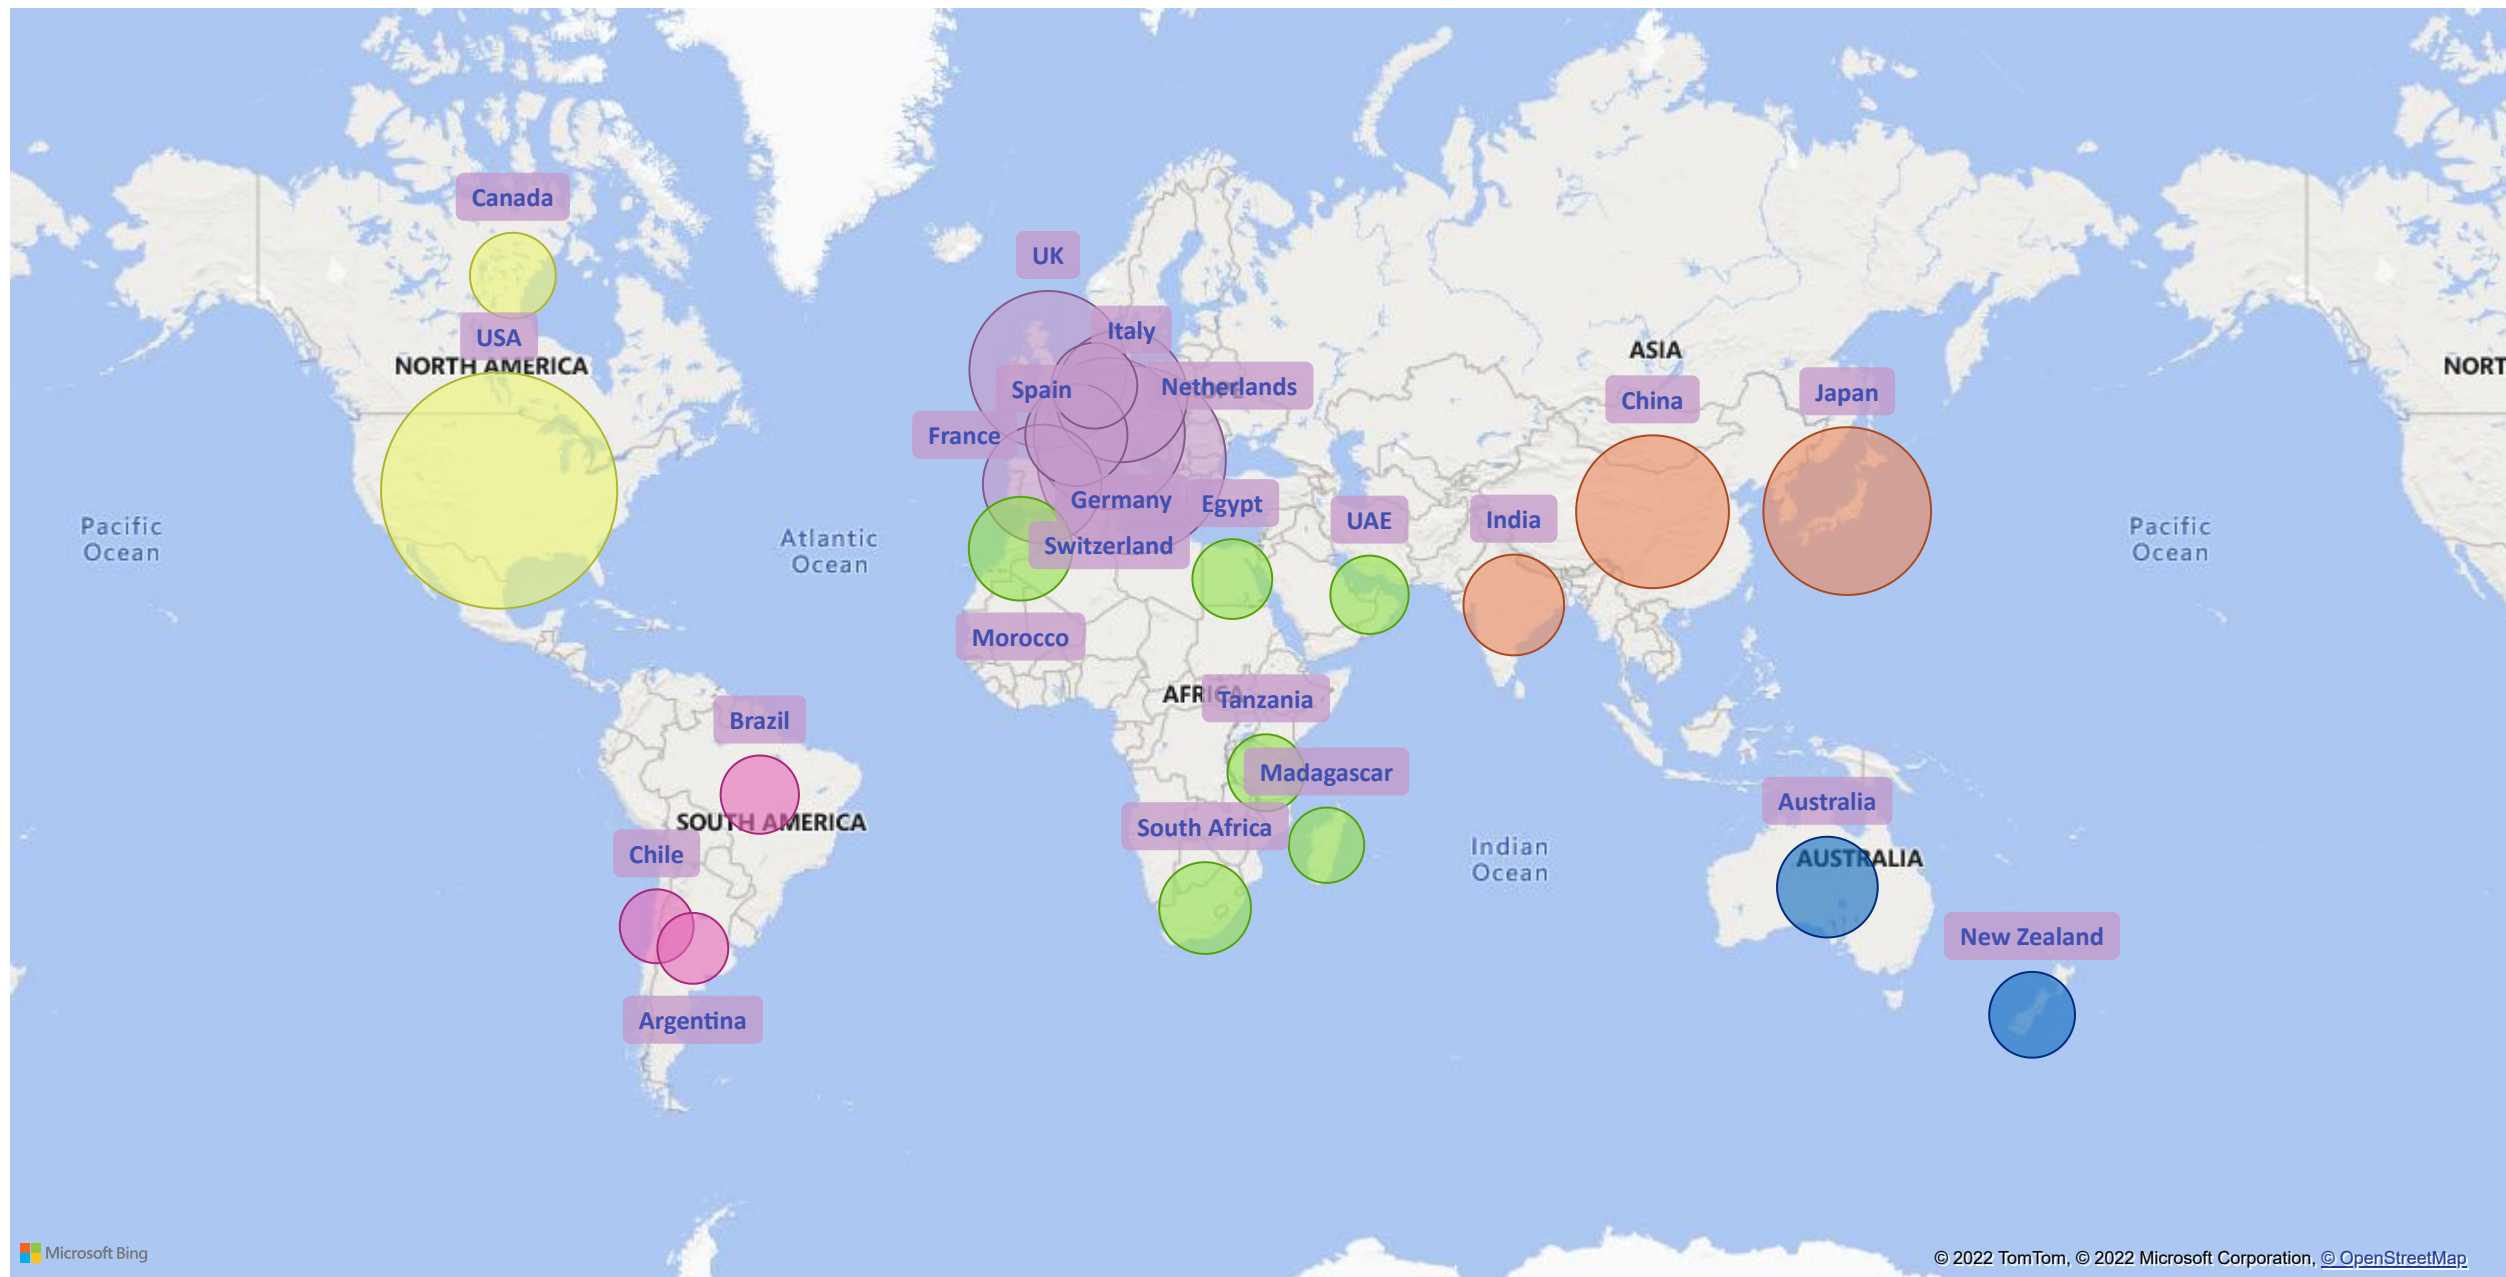 Canada
UK
USA
Italy
NORTH AMERICA
ASIA
NORT
Spain
Netherlands
China
Japan
France
Germany
Egypt
UAE
India
Pacific
Ocean
Atlantic
Ocean
Switzerland
Pacific
Ocean
Morocco
AFRICA
Tanzania
Brazil
Madagascar
SOUTH AMERICA
South Africa
Australia
Chile
Indian
Ocean
AUSTRALIA
New Zealand
Argentina
Microsoft Bing
© 2022 TomTom, © 2022 Microsoft Corporation, © OpenStreetMap